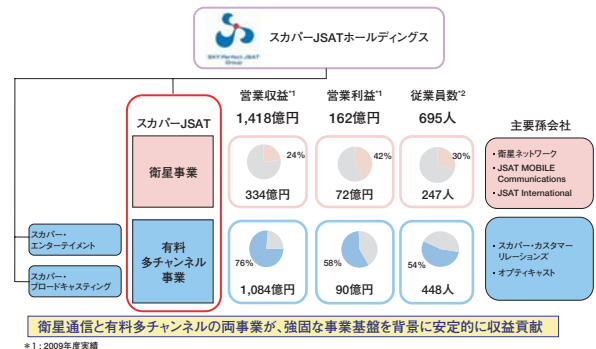 SKY Perfect JSAT
Group
スカパーJSATホールディングス
スカパーJSAT
営業収益*1
営業利益*1
従業員数*2
1,418億円
162億円
695人
主要孫会社
衛星事業
24%
42%
30%
334億円
72億円
247人
・衛星ネットワーク
・JSAT MOBILE
Communications
・JSAT International
スカパー・
エンターテイメント
スカパー・
ブロードキャスティング
有料
多チャンネル
事業
76%
58%
54%
1,084億円
90億円
448人
・スカパー・カスタマー
リレーションズ
・オプティキャスト
衛星通信と有料多チャンネルの両事業が、強固な事業基盤を背景に安定的に収益貢献
*1:2009年度実績